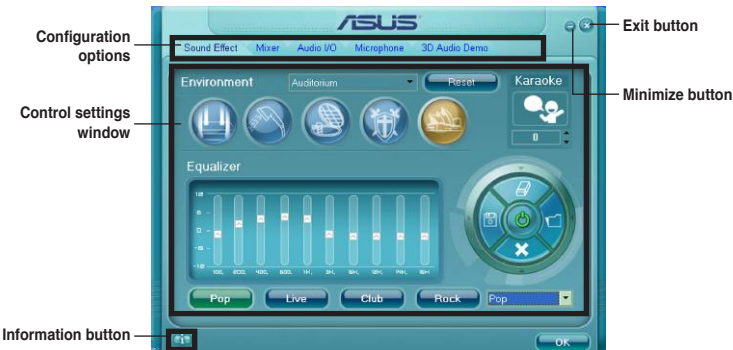 ASUS
Configuration options
Exit button
Sound Effect Mixer Audio I/O Microphone 3D Audio Demo
Environment Auditorium Reset Karaoke
Minimize button
Control settings window
0
Equalizer
Pop Live Club Rock Pop
Information button
OK